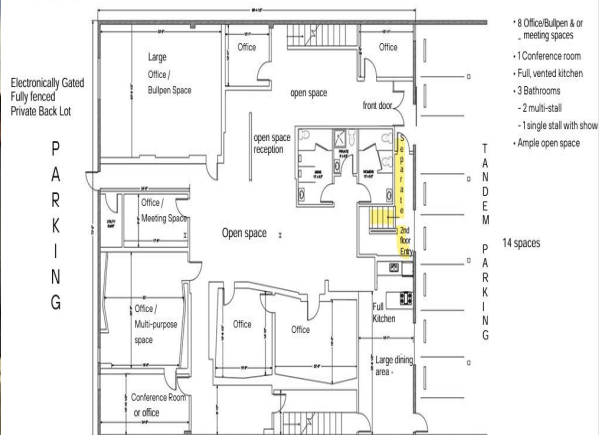 8 Office/Bullpen & or
meeting spaces
1 Conference room
Full, vented kitchen
3 Bathrooms
- 2 multi-stall
- 1 single stall with show
Ample open space
Electronically Gated
Fully fenced
Private Back Lot
PARKING
Large
Office /
Bullpen Space
Office
Office
open space
front door
open space
reception
Separate
2nd
floor
Entry
Office /
Meeting Space
Open space
Office /
Multi-purpose
space
Office
Office
Full
Kitchen
Large dining
area -
Conference Room
or office
TANDEM PARKING
14 spaces